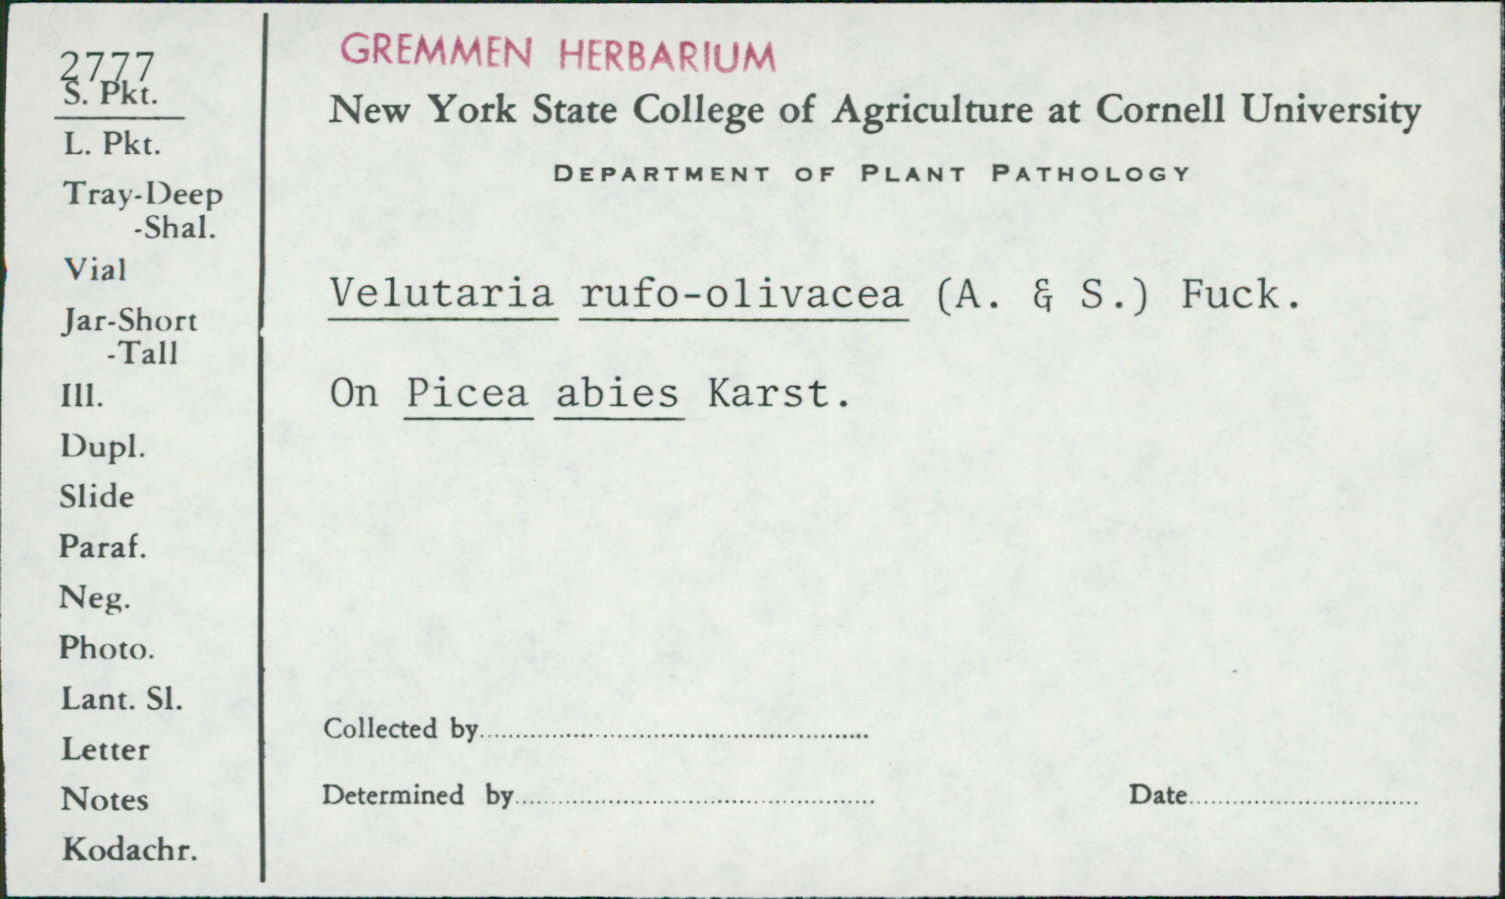 2777
S. Pkt.
L. Pkt.
Tray-Deep
-Shal.
Vial
Jar-Short
-Tall
Ill.
Dupl.
Slide
Paraf.
Neg.
Photo.
Lant. Sl.
Letter
Notes
Kodachr.
GREMMEN HERBARIUM
New York State College of Agriculture at Cornell University
DEPARTMENT OF PLANT PATHOLOGY
Velutaria rufo-olivacea (A. & S.) Fuck.
On Picea abies Karst.
Collected by
Determined by
Date